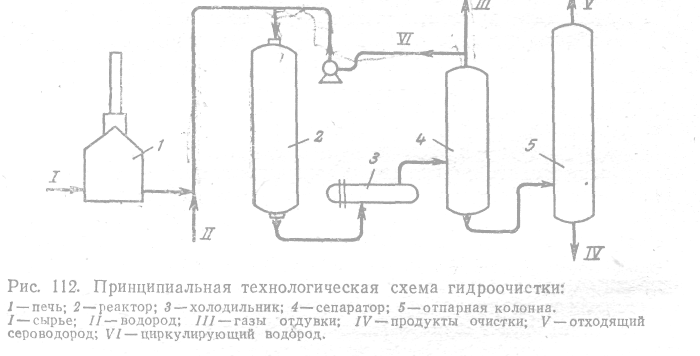 III
V
VI
I
1
2
3
4
5
II
IV
Рис. 112. Принципиальная технологическая схема гидроочистки:
1—печь; 2—реактор; 3—холодильник; 4—сепаратор; 5—отпарная колонна.
I—сырье; II—водород; III—газы отдувки; IV—продукты очистки; V—отходящий
сероводород; VI—циркулирующий водород.